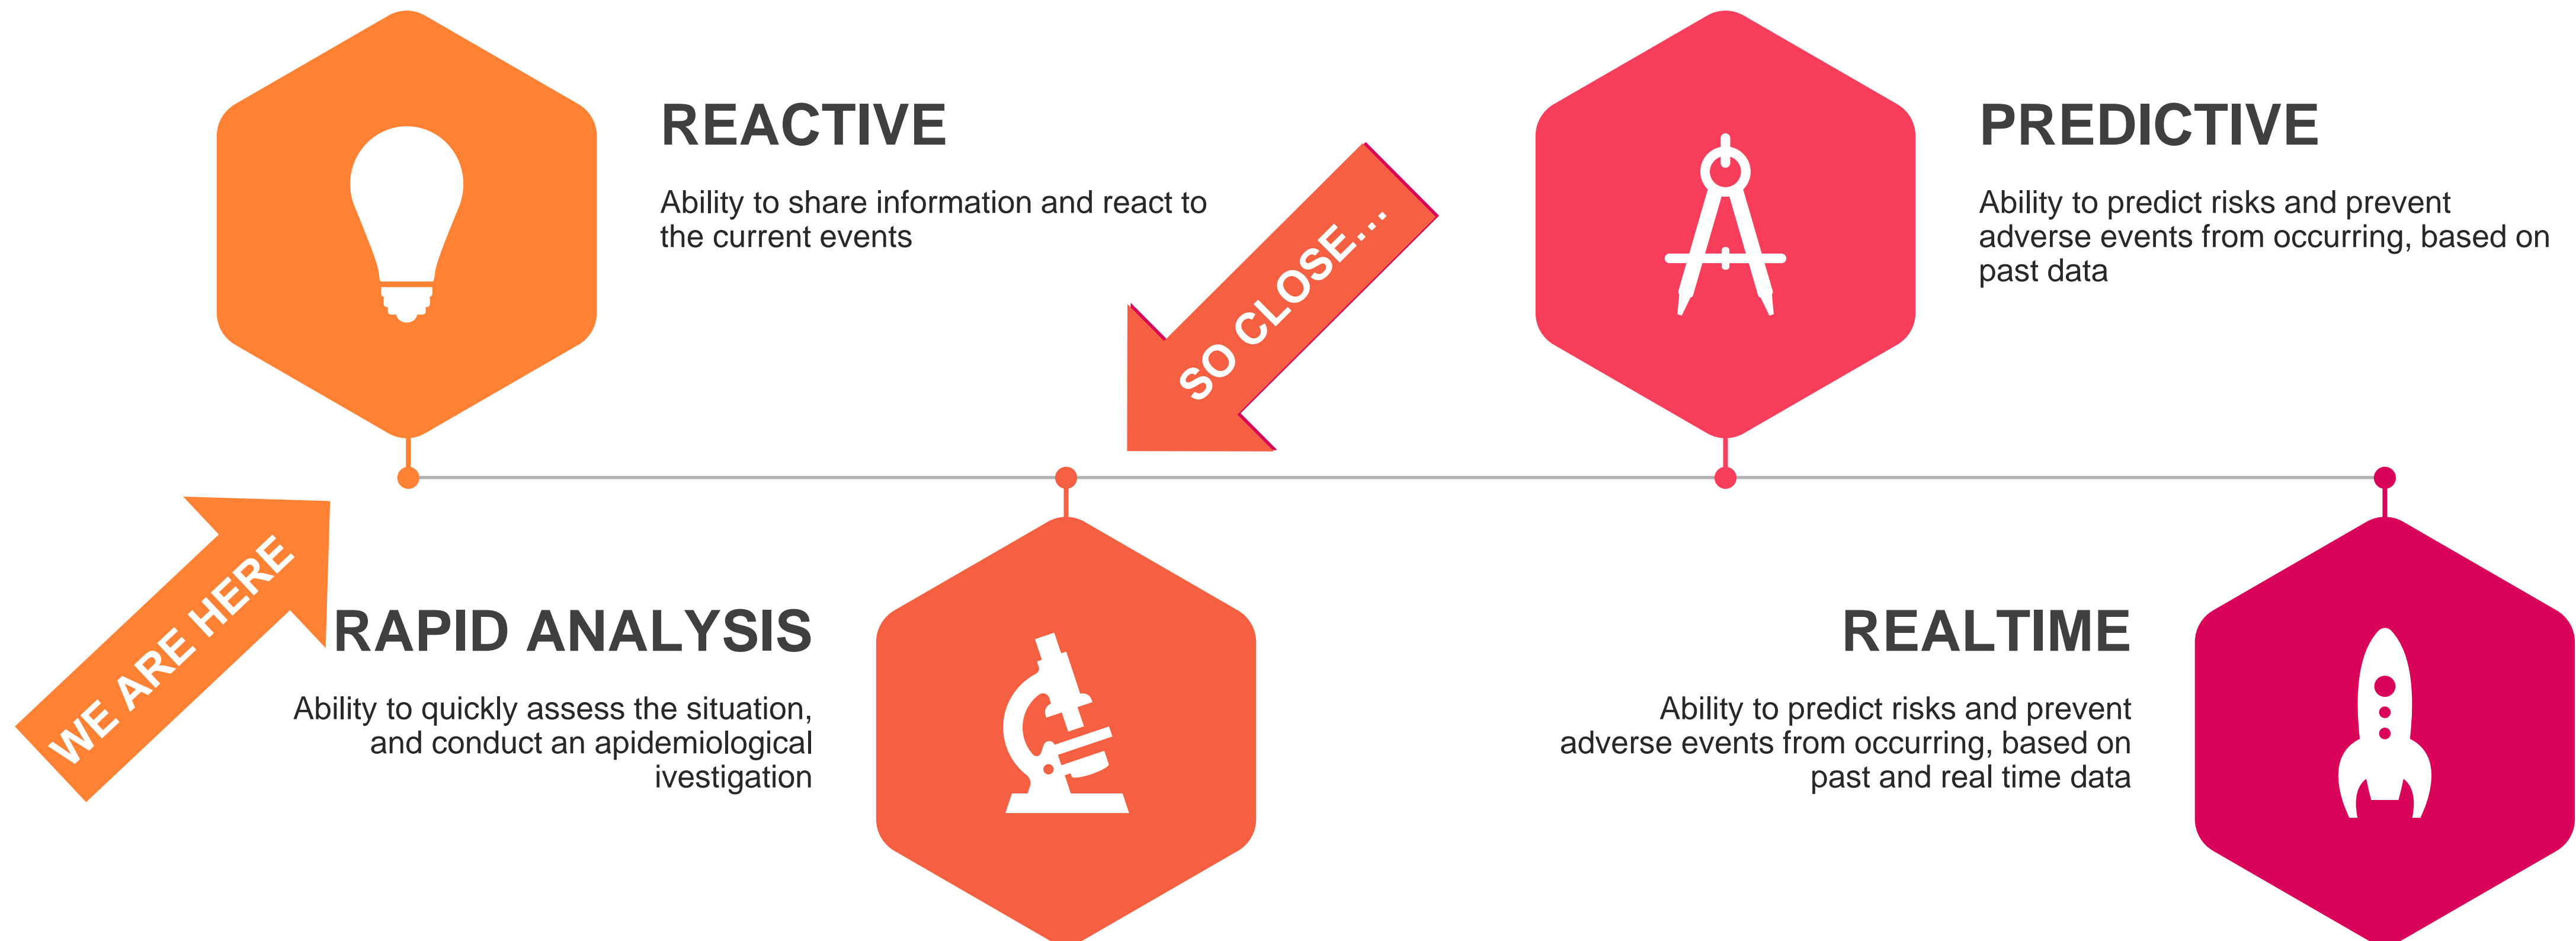 REACTIVE
Ability to share information and react to
the current events
SO CLOSE...
PREDICTIVE
Ability to predict risks and prevent
adverse events from occurring, based on
past data
WE ARE HERE
RAPID ANALYSIS
Ability to quickly assess the situation,
and conduct an apidemiological
ivestigation
REALTIME
Ability to predict risks and prevent
adverse events from occurring, based on
past and real time data